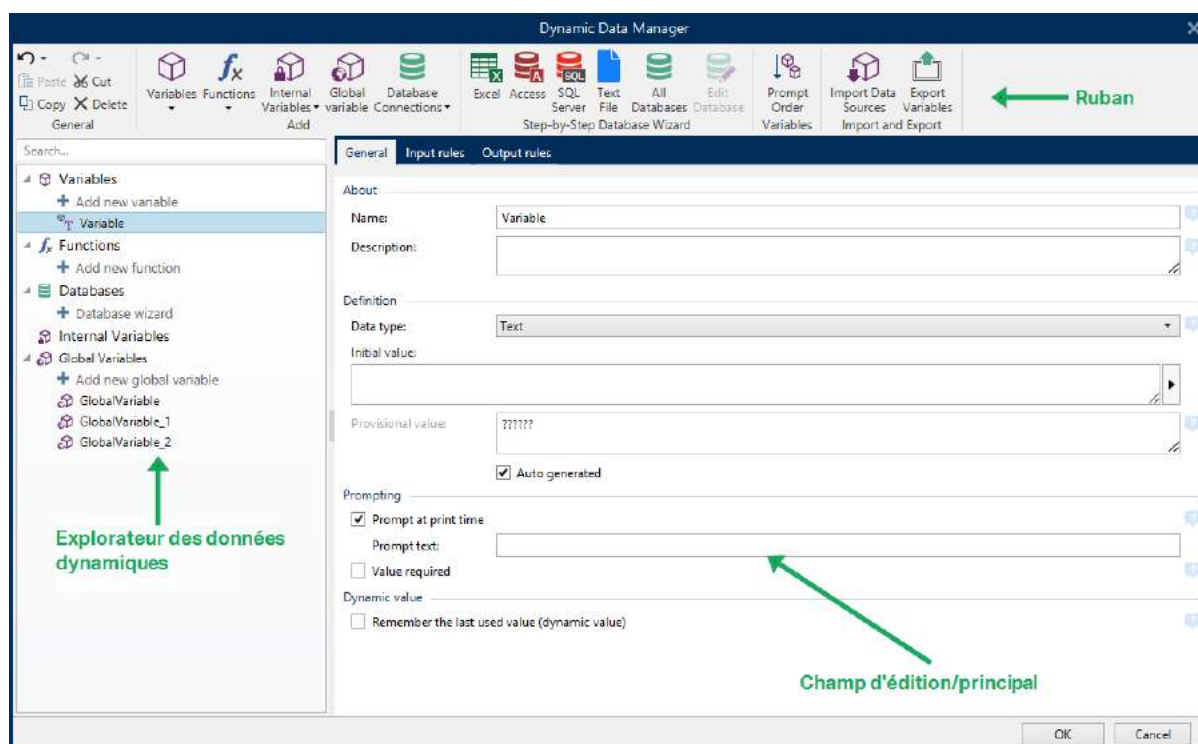 Dynamic Data Manager
Paste Cut
Copy Delete
General
Variables Functions Internal Variables Global variable Database Connections
Add
Excel Access SQL Server Text File All Databases Edit Database
Step-by-Step Database Wizard
Prompt Order
Variables
Import Data Sources Export Variables
Import and Export
Ruban
Search...
General Input rules Output rules
Variables
Add new variable
Variable
Functions
Add new function
Databases
Database wizard
Internal Variables
Global Variables
Add new global variable
GlobalVariable
GlobalVariable_1
GlobalVariable_2
Explorateur des données
dynamiques
About
Name: Variable
Description:
Definition
Data type: Text
Initial value:
Provisional value: ??????
Auto generated
Prompting
Prompt at print time
Prompt text:
Value required
Dynamic value
Remember the last used value (dynamic value)
Champ d'édition/principal
OK Cancel